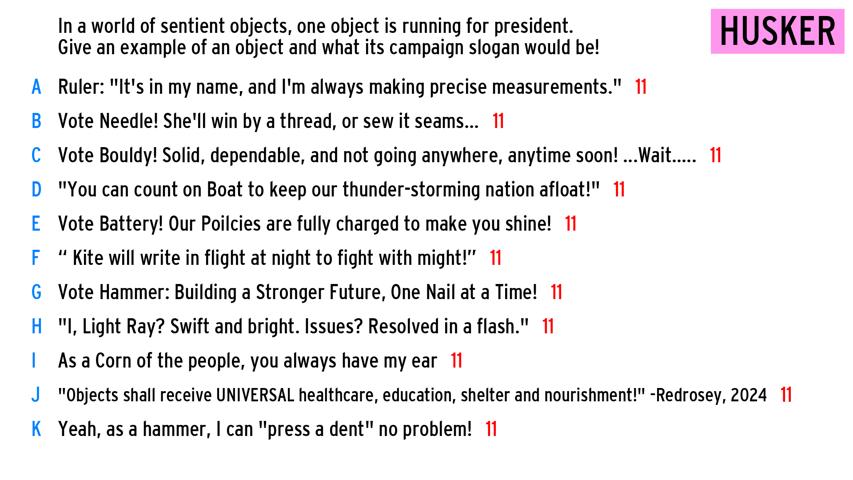 In a world of sentient objects, one object is running for president.
Give an example of an object and what its campaign slogan would be!
HUSKER
A Ruler: "It's in my name, and I'm always making precise measurements." 11
B Vote Needle! She'll win by a thread, or sew it seams... 11
C Vote Bouldy! Solid, dependable, and not going anywhere, anytime soon! ...Wait..... 11
D "You can count on Boat to keep our thunder-storming nation afloat!" 11
E Vote Battery! Our Poilcies are fully charged to make you shine! 11
F “ Kite will write in flight at night to fight with might!” 11
G Vote Hammer: Building a Stronger Future, One Nail at a Time! 11
H "I, Light Ray? Swift and bright. Issues? Resolved in a flash." 11
I As a Corn of the people, you always have my ear 11
J "Objects shall receive UNIVERSAL healthcare, education, shelter and nourishment!" -Redrosey, 2024 11
K Yeah, as a hammer, I can "press a dent" no problem! 11